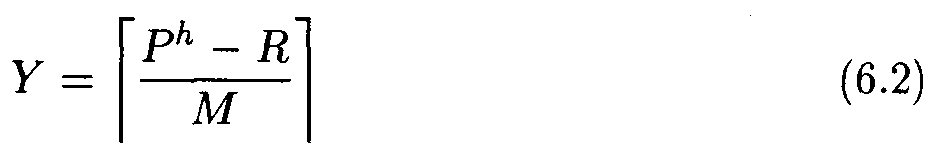 Y = ⌈(P^h − R)/M⌉ (6.2)